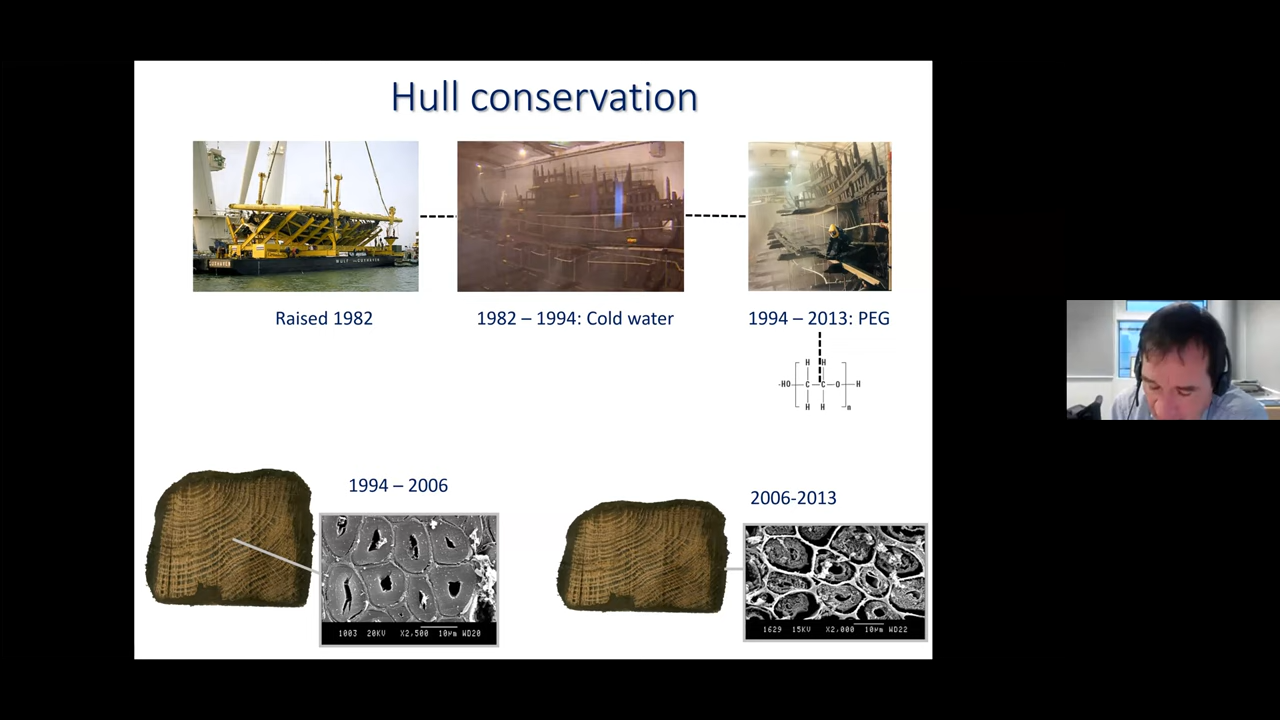 Hull conservation
Raised 1982
1982 – 1994: Cold water
1994 – 2013: PEG
H H
HO C C O H
H H n
1994 – 2006
2006-2013
1003 20KV X2,500 10μm WD20
1629 15KV X2,000 10μm WD22